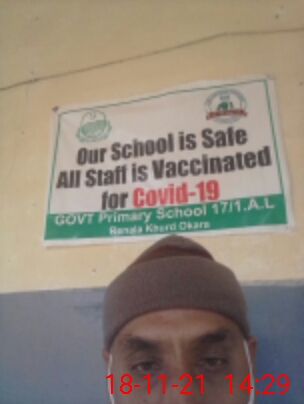 Our School is Safe
All Staff is Vaccinated
for Covid-19
GOVT Primary School 17/1.A.L
Renala Khurd Okara
18-11-21 14:29